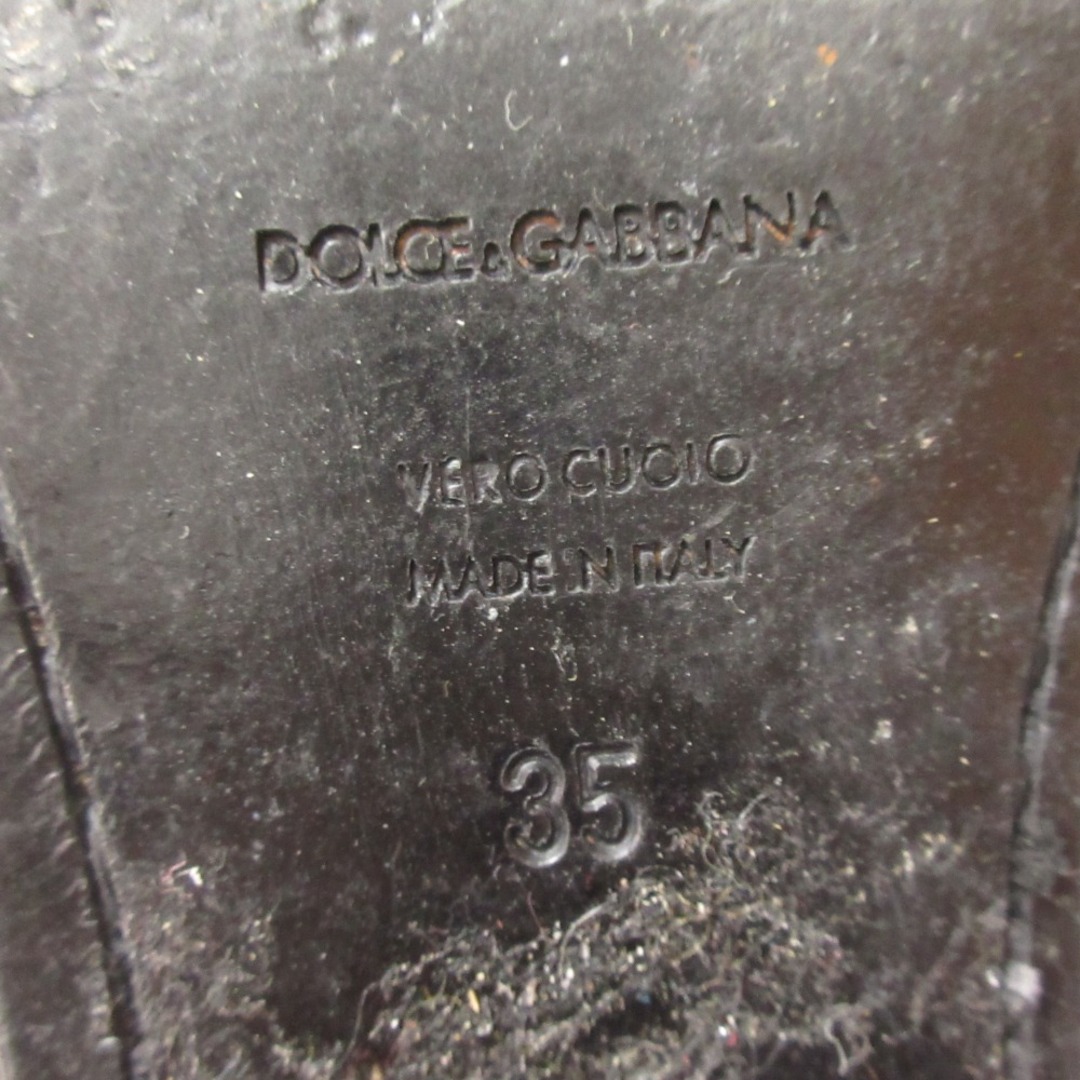 DOLCE&GABBANA
VERO CUOIO
MADE IN ITALY
35